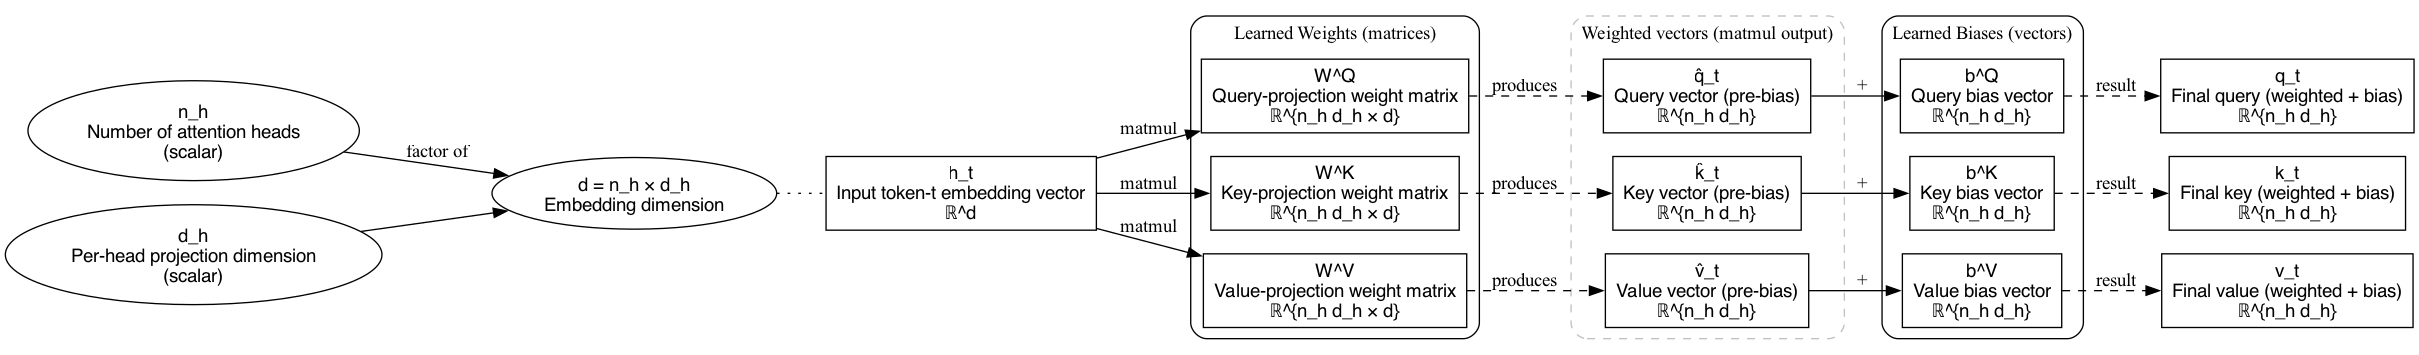 n_h
Number of attention heads
(scalar)
factor of
d_h
Per-head projection dimension
(scalar)
d = n_h × d_h
Embedding dimension
h_t
Input token-t embedding vector
ℝ^d
matmul
matmul
matmul
Learned Weights (matrices)
W^Q
Query-projection weight matrix
ℝ^{n_h d_h × d}
W^K
Key-projection weight matrix
ℝ^{n_h d_h × d}
W^V
Value-projection weight matrix
ℝ^{n_h d_h × d}
produces
produces
produces
Weighted vectors (matmul output)
q̂_t
Query vector (pre-bias)
ℝ^{n_h d_h}
k̂_t
Key vector (pre-bias)
ℝ^{n_h d_h}
v̂_t
Value vector (pre-bias)
ℝ^{n_h d_h}
+
+
+
Learned Biases (vectors)
b^Q
Query bias vector
ℝ^{n_h d_h}
b^K
Key bias vector
ℝ^{n_h d_h}
b^V
Value bias vector
ℝ^{n_h d_h}
result
result
result
q_t
Final query (weighted + bias)
ℝ^{n_h d_h}
k_t
Final key (weighted + bias)
ℝ^{n_h d_h}
v_t
Final value (weighted + bias)
ℝ^{n_h d_h}